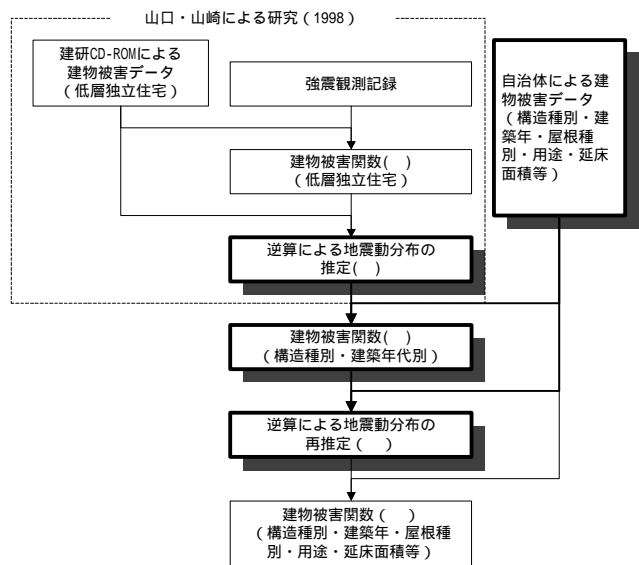 山口・山崎による研究（1998）
建研CD-ROMによる
建物被害データ
（低層独立住宅）
強震観測記録
自治体による建
物被害データ
（構造種別・建
築年・屋根種
別・用途・延床
面積等）
建物被害関数(　)
（低層独立住宅）
逆算による地震動分布の
推定(　)
建物被害関数(　)
（構造種別・建築年代別）
逆算による地震動分布の
再推定（　）
建物被害関数（　）
（構造種別・建築年・屋根種
別・用途・延床面積等）